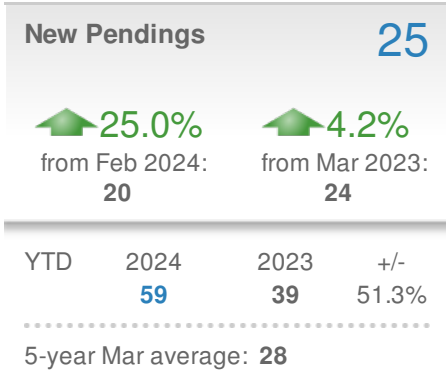 New Pendings 25
25.0% 4.2%
from Feb 2024: from Mar 2023:
20 24
YTD 2024 2023 +/-
59 39 51.3%
5-year Mar average: 28